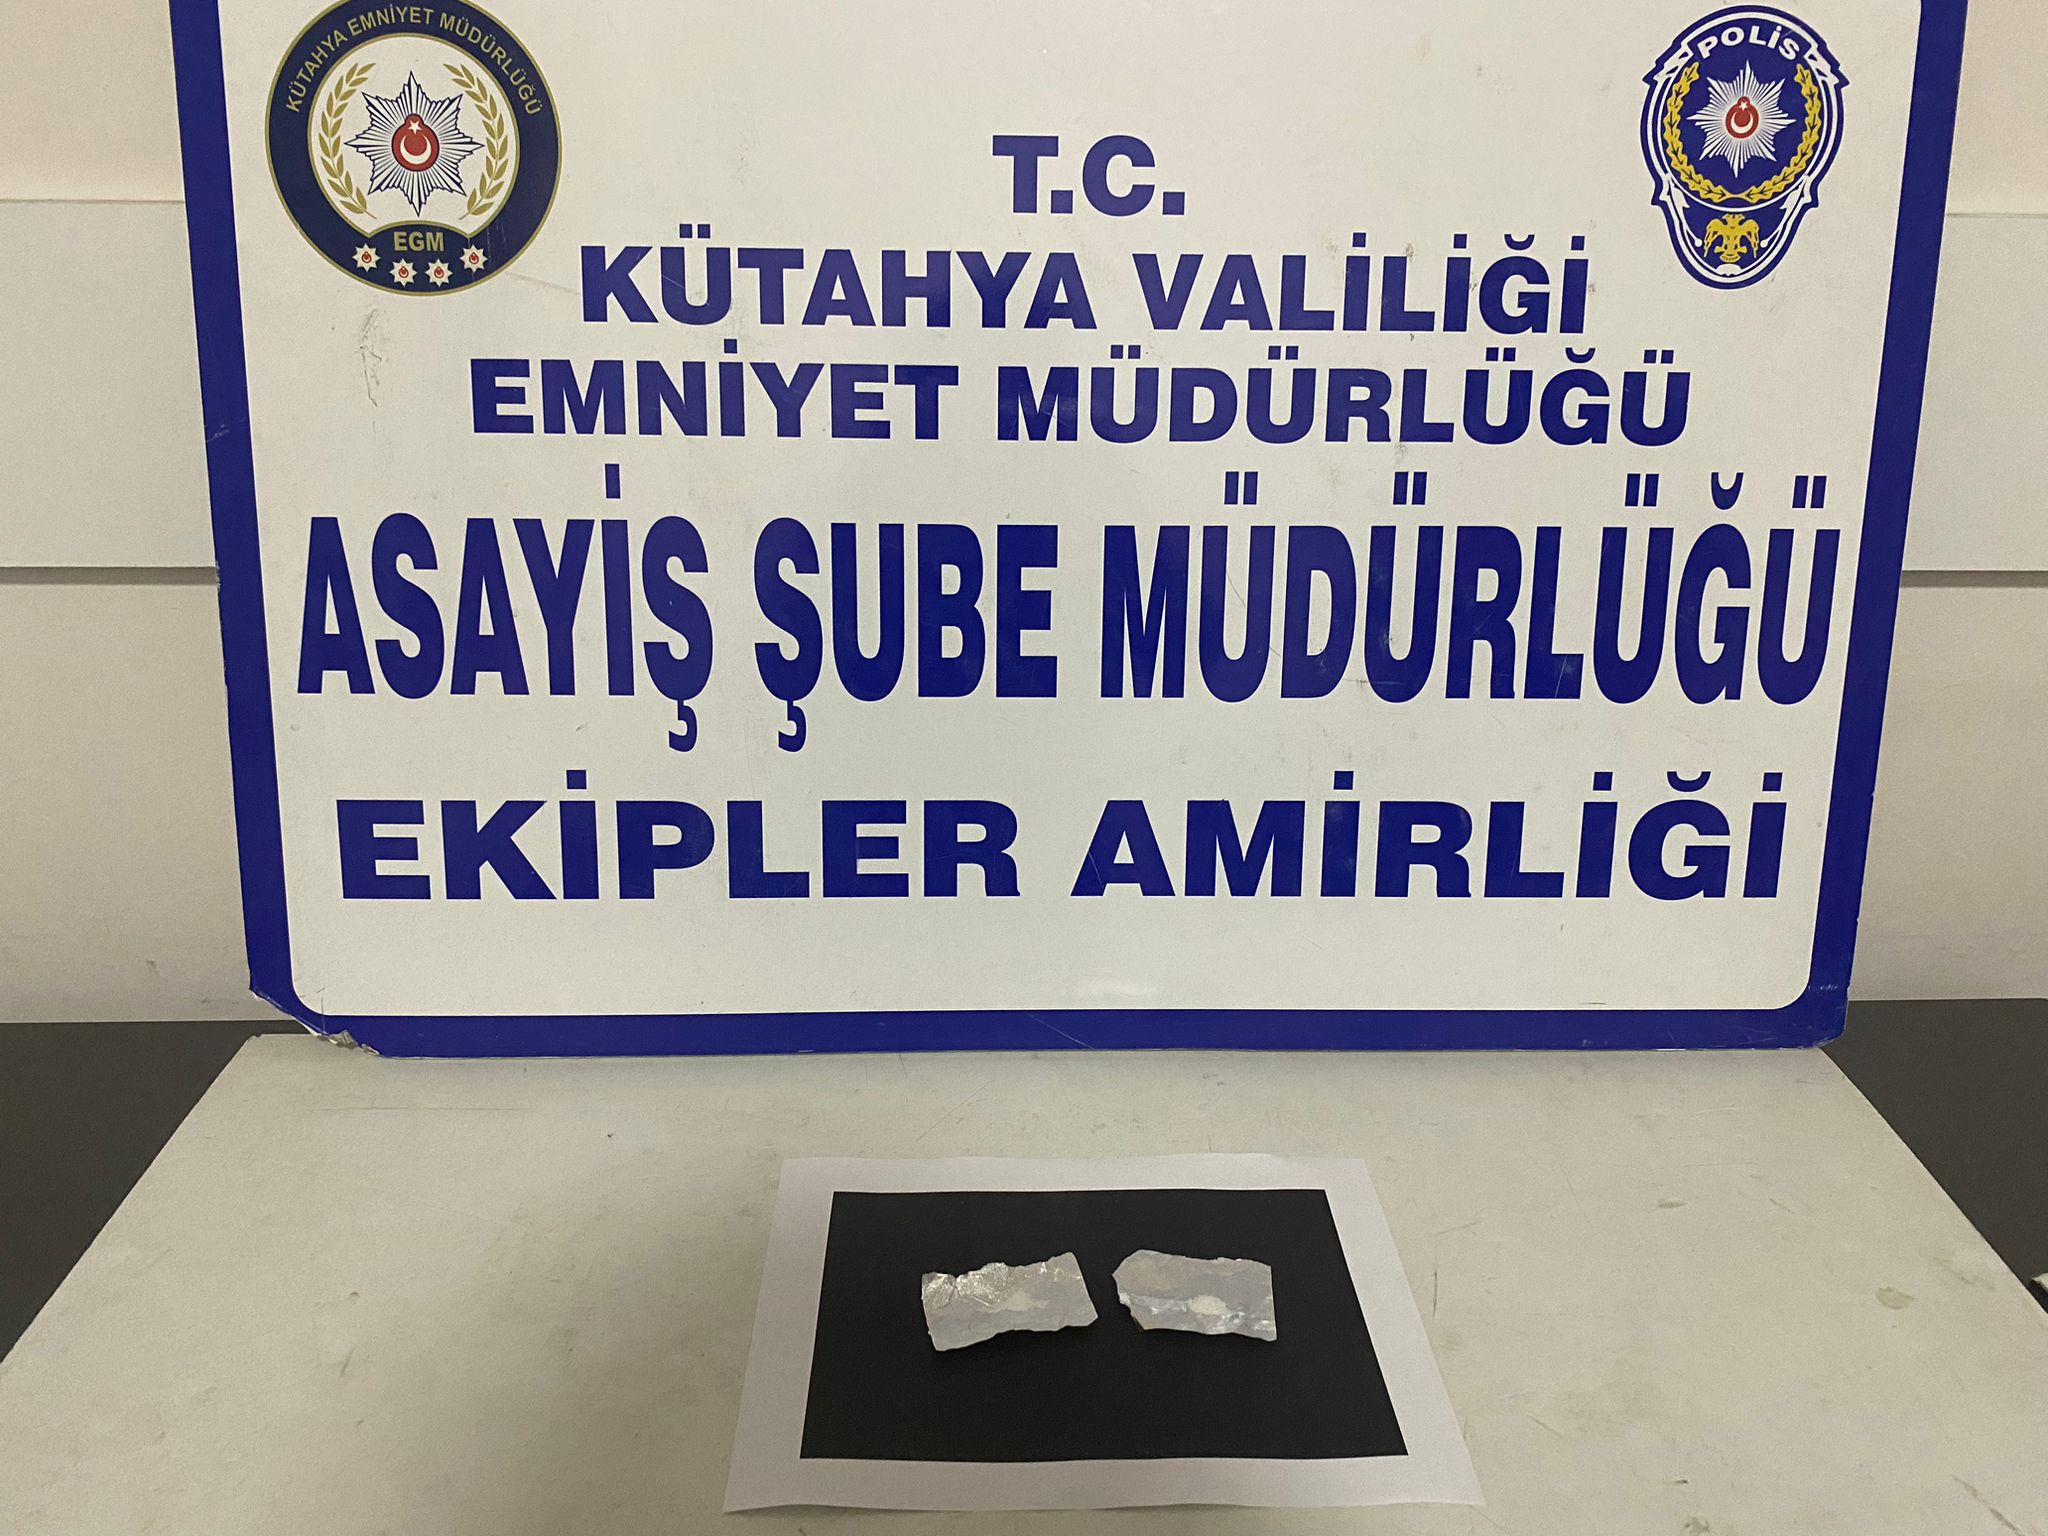 KÜTAHYA EMNİYET MÜDÜRLÜĞÜ
EGM
POLİS
T.C.
KÜTAHYA VALİLİĞİ
EMNİYET MÜDÜRLÜĞÜ
ASAYİŞ ŞUBE MÜDÜRLÜĞÜ
EKİPLER AMİRLİĞİ